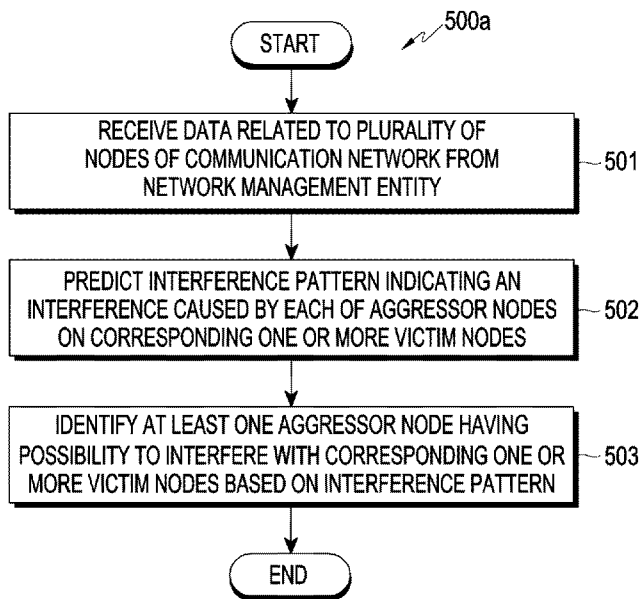 START
500a
RECEIVE DATA RELATED TO PLURALITY OF
NODES OF COMMUNICATION NETWORK FROM
NETWORK MANAGEMENT ENTITY
501
PREDICT INTERFERENCE PATTERN INDICATING AN
INTERFERENCE CAUSED BY EACH OF AGGRESSOR NODES
ON CORRESPONDING ONE OR MORE VICTIM NODES
502
IDENTIFY AT LEAST ONE AGGRESSOR NODE HAVING
POSSIBILITY TO INTERFERE WITH CORRESPONDING ONE OR
MORE VICTIM NODES BASED ON INTERFERENCE PATTERN
503
END